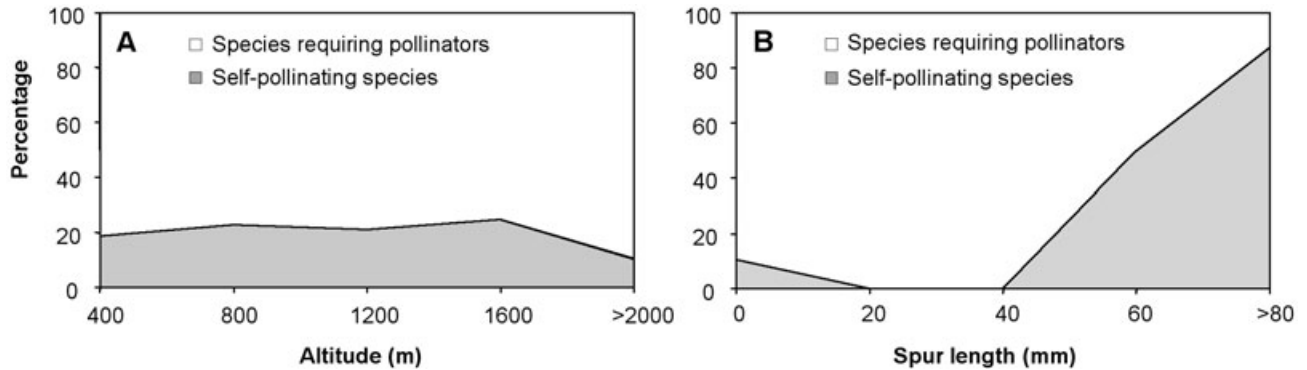 A
Species requiring pollinators
Self-pollinating species
Percentage
100
80
60
40
20
0
400 800 1200 1600 >2000
Altitude (m)
B
Species requiring pollinators
Self-pollinating species
100
80
60
40
20
0
0 20 40 60 >80
Spur length (mm)